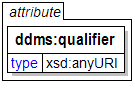 attribute
ddms:qualifier
type xsd:anyURI